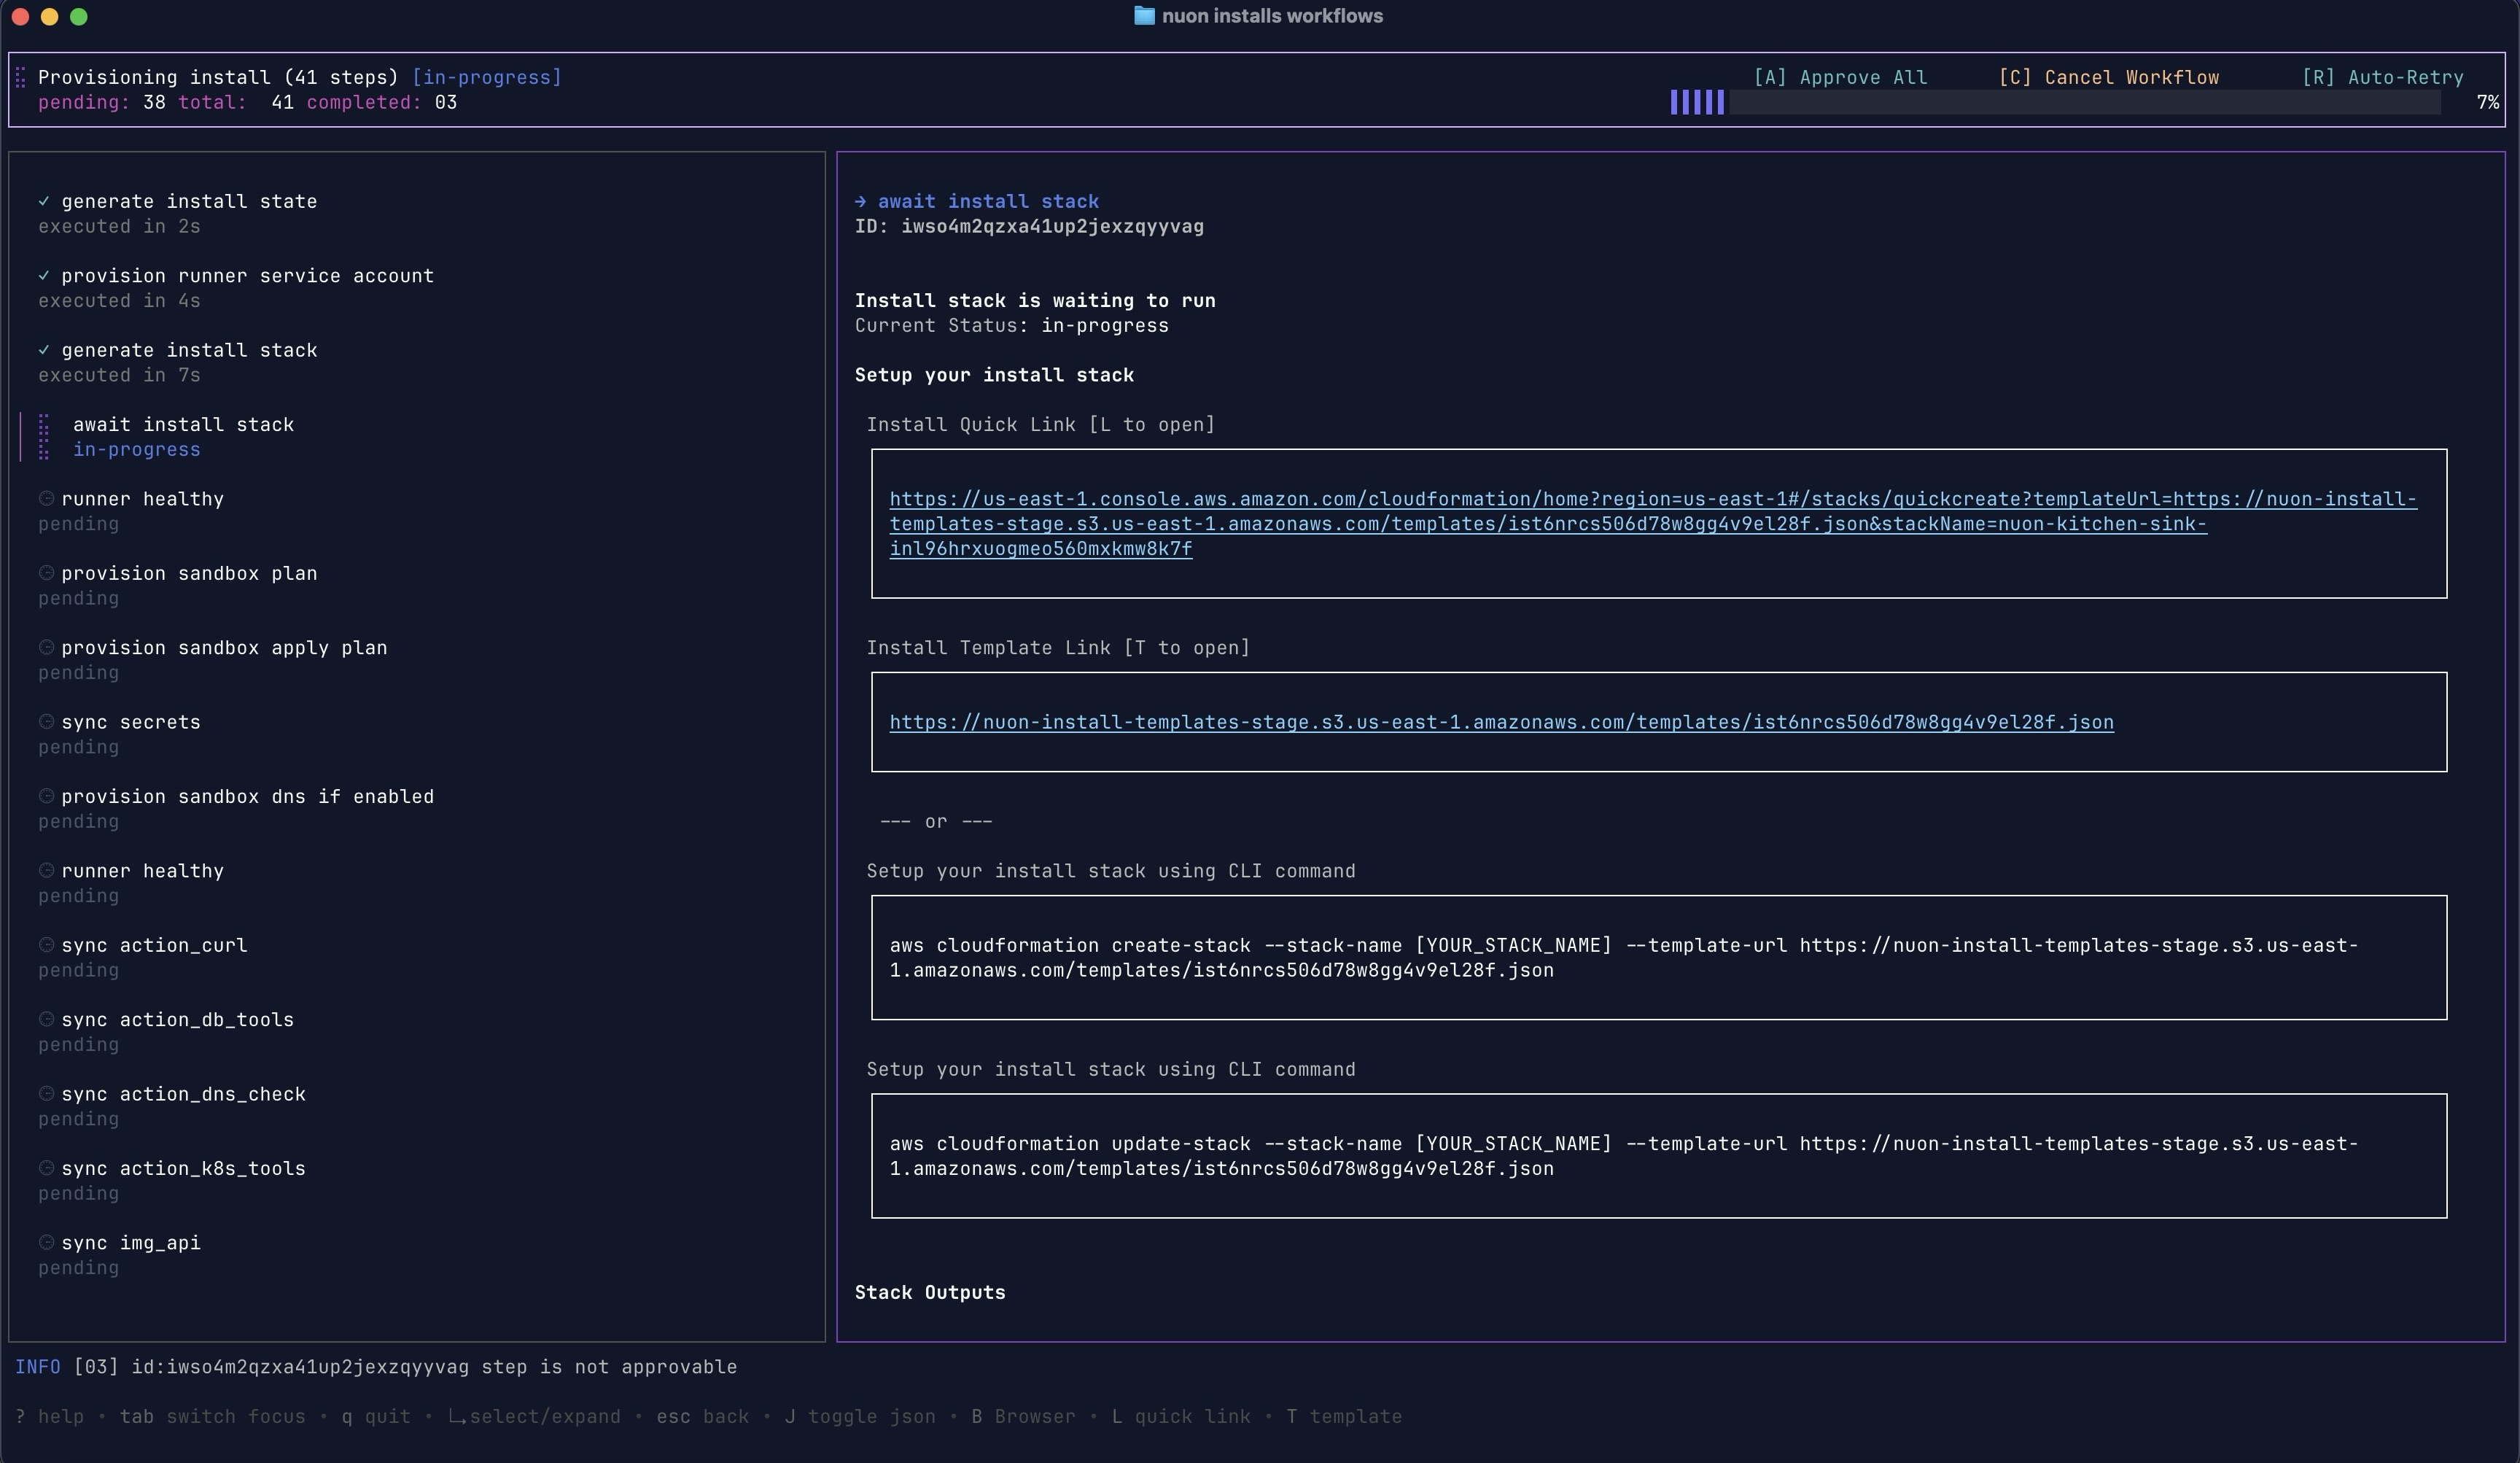 nuon installs workflows
Provisioning install (41 steps) [in-progress]
pending: 38 total: 41 completed: 03
[A] Approve All [C] Cancel Workflow [R] Auto-Retry
7%
✓ generate install state
executed in 2s
✓ provision runner service account
executed in 4s
✓ generate install stack
executed in 7s
await install stack
in-progress
runner healthy
pending
provision sandbox plan
pending
provision sandbox apply plan
pending
sync secrets
pending
provision sandbox dns if enabled
pending
runner healthy
pending
sync action_curl
pending
sync action_db_tools
pending
sync action_dns_check
pending
sync action_k8s_tools
pending
sync img_api
pending
→ await install stack
ID: iwso4m2qzxa41up2jexzqyyvag
Install stack is waiting to run
Current Status: in-progress
Setup your install stack
Install Quick Link [L to open]
https://us-east-1.console.aws.amazon.com/cloudformation/home?region=us-east-1#/stacks/quickcreate?templateUrl=https://nuon-install-
templates-stage.s3.us-east-1.amazonaws.com/templates/ist6nrcs506d78w8gg4v9el28f.json&stackName=nuon-kitchen-sink-
inl96hrxuogmeo560mxkmw8k7f
Install Template Link [T to open]
https://nuon-install-templates-stage.s3.us-east-1.amazonaws.com/templates/ist6nrcs506d78w8gg4v9el28f.json
--- or ---
Setup your install stack using CLI command
aws cloudformation create-stack --stack-name [YOUR_STACK_NAME] --template-url https://nuon-install-templates-stage.s3.us-east-
1.amazonaws.com/templates/ist6nrcs506d78w8gg4v9el28f.json
Setup your install stack using CLI command
aws cloudformation update-stack --stack-name [YOUR_STACK_NAME] --template-url https://nuon-install-templates-stage.s3.us-east-
1.amazonaws.com/templates/ist6nrcs506d78w8gg4v9el28f.json
Stack Outputs
INFO [03] id:iwso4m2qzxa41up2jexzqyyvag step is not approvable
? help • tab switch focus • q quit • ↳select/expand • esc back • J toggle json • B Browser • L quick link • T template